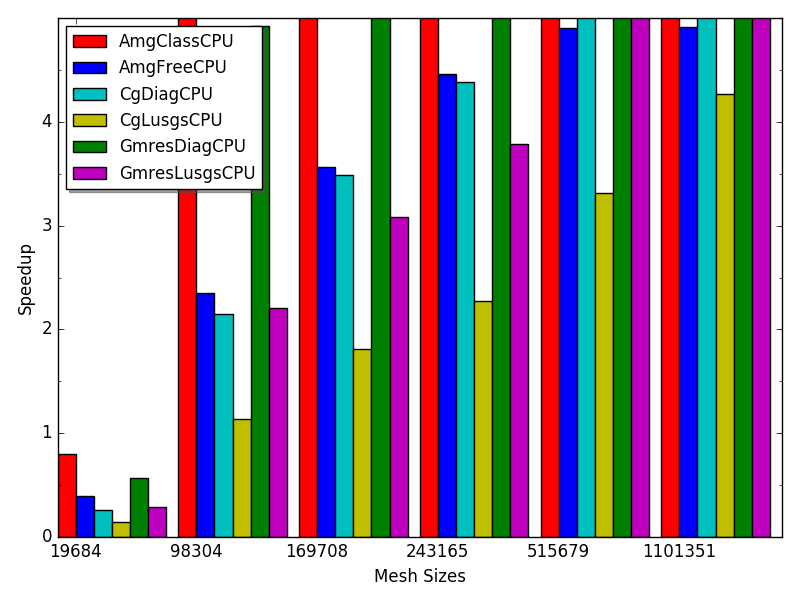 AmgClassCPU
AmgFreeCPU
CgDiagCPU
CgLusgsCPU
GmresDiagCPU
GmresLusgsCPU
4
3
2
1
0
Speedup
19684 98304 169708 243165 515679 1101351
Mesh Sizes